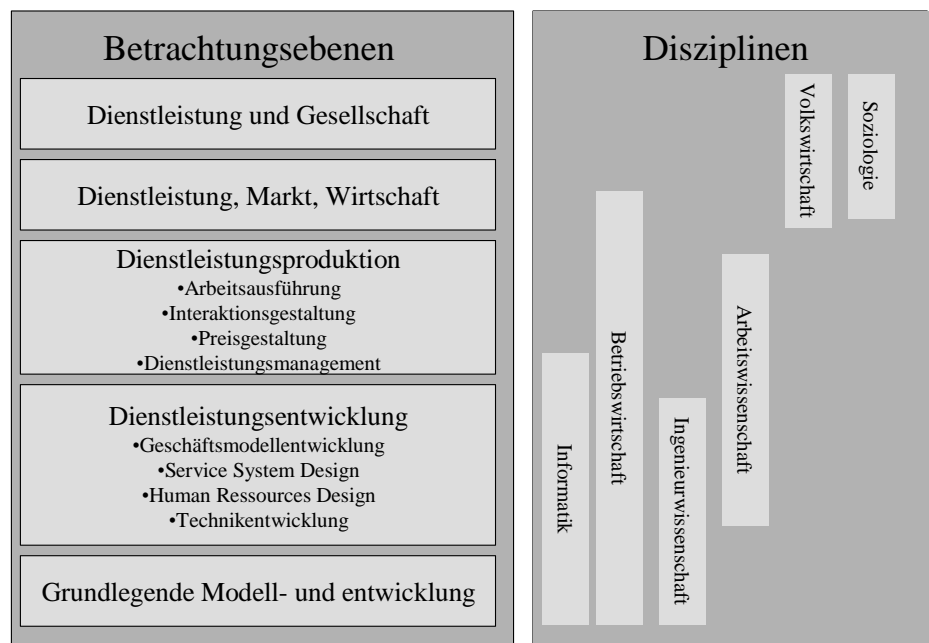 Betrachtungsebenen
Dienstleistung und Gesellschaft
Dienstleistung, Markt, Wirtschaft
Dienstleistungsproduktion
•Arbeitsausführung
•Interaktionsgestaltung
•Preisgestaltung
•Dienstleistungsmanagement
Dienstleistungsentwicklung
•Geschäftsmodellentwicklung
•Service System Design
•Human Ressources Design
•Technikentwicklung
Grundlegende Modell- und entwicklung
Disziplinen
Informatik
Betriebswirtschaft
Ingenieurwissenschaft
Arbeitswissenschaft
Volkswirtschaft
Soziologie